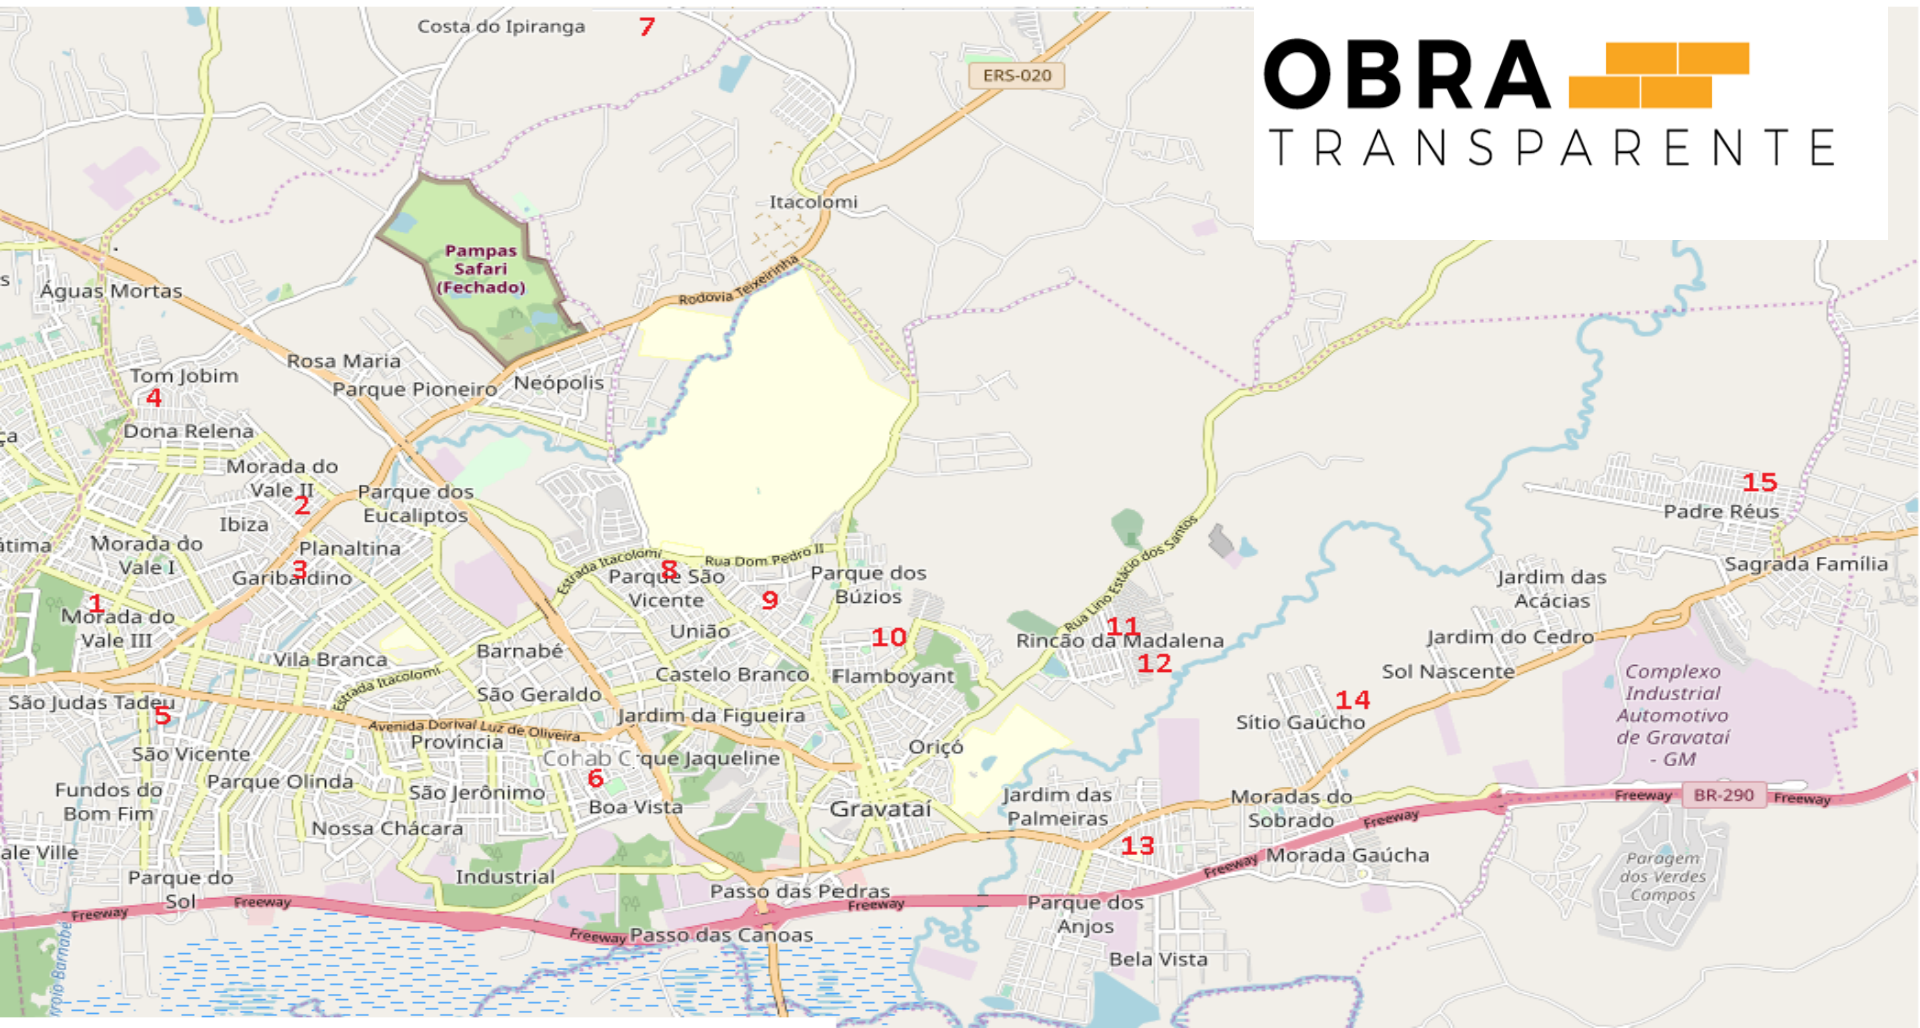 Costa do Ipiranga
7
ERS-020
OBRA
TRANSPARENTE
Itacolomi
Pampas
Safari
(Fechado)
Águas Mortas
Rodovia Teixeirinha
Rosa Maria
Tom Jobim
Parque Pioneiro
Neópolis
4
Dona Relena
Morada do
Vale II
2
Parque dos
Eucaliptos
15
Padre Réus
Ibiza
Morada do
Vale I
Planaltina
3
Garibaldino
Estrada Itacolomi
Rua Dom Pedro II
8
Parque São
Vicente
9
Parque dos
Búzios
Rua Lino Estácio dos Santos
Sagrada Família
Jardim das
Acácias
1
Morada do
Vale III
União
10
11
Rincão da Madalena
12
Jardim do Cedro
Vila Branca
Barnabé
Estrada Itacolomi
Castelo Branco
Flamboyant
Sol Nascente
Complexo
Industrial
Automotivo
de Gravataí
- GM
São Judas Tadeu
5
São Geraldo
Jardim da Figueira
14
Sítio Gaúcho
Avenida Dorival Luz de Oliveira
Província
São Vicente
Cohab C
rque Jaqueline
Oriçó
6
Parque Olinda
São Jerônimo
Boa Vista
Fundos do
Bom Fim
Gravataí
Jardim das
Palmeiras
Moradas do
Sobrado
Freeway
BR-290
Freeway
Nossa Chácara
Freeway
ale Ville
13
Morada Gaúcha
Freeway
Paragem
dos Verdes
Campos
Parque do
Sol
Industrial
Passo das Pedras
Freeway
Freeway
Freeway
Parque dos
Anjos
Freeway
Passo das Canoas
Bela Vista
rroio Barnabé
átima
ça
s